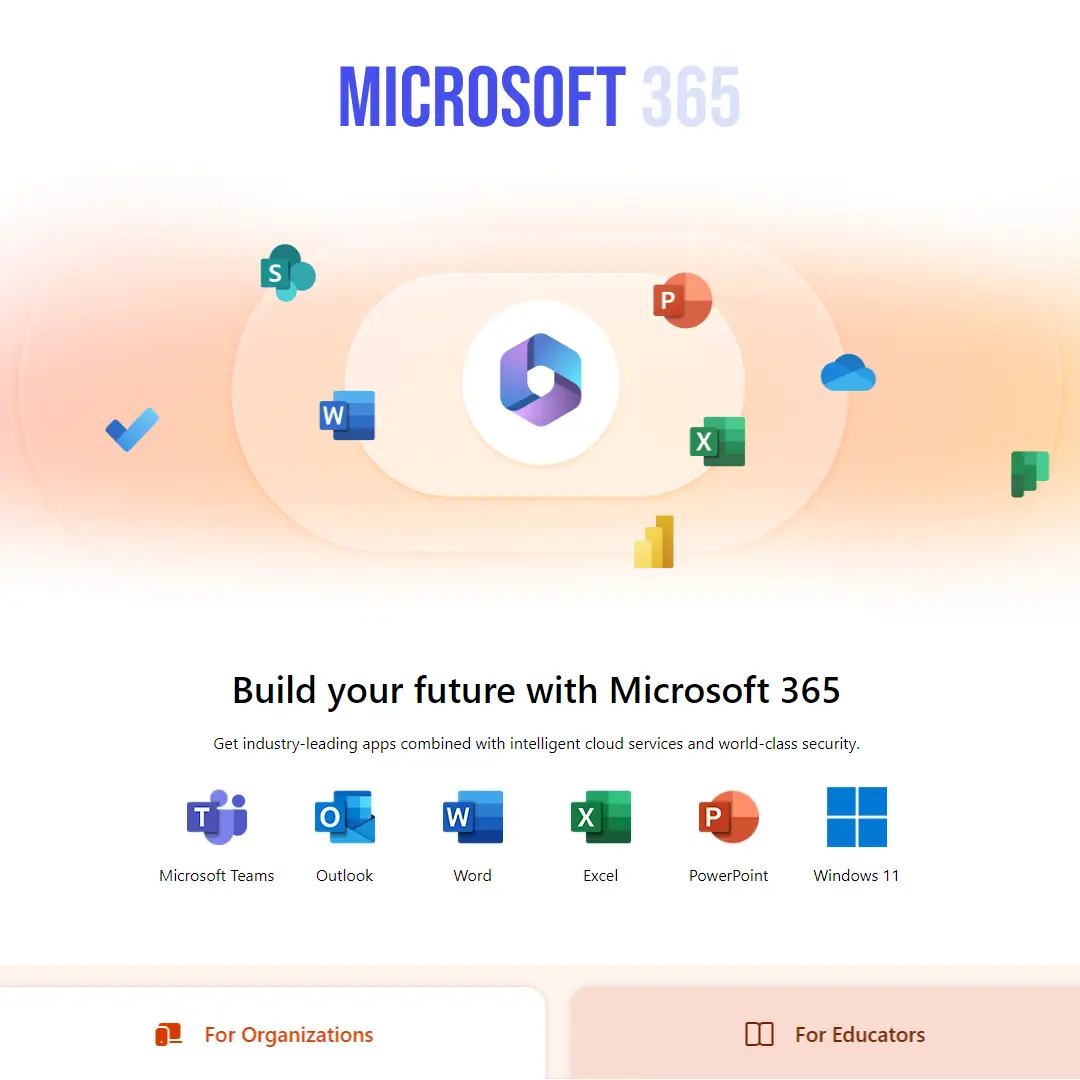 MICROSOFT 365
S
P
W
X
Build your future with Microsoft 365
Get industry-leading apps combined with intelligent cloud services and world-class security.
T O W X P
Microsoft Teams Outlook Word Excel PowerPoint Windows 11
For Organizations For Educators